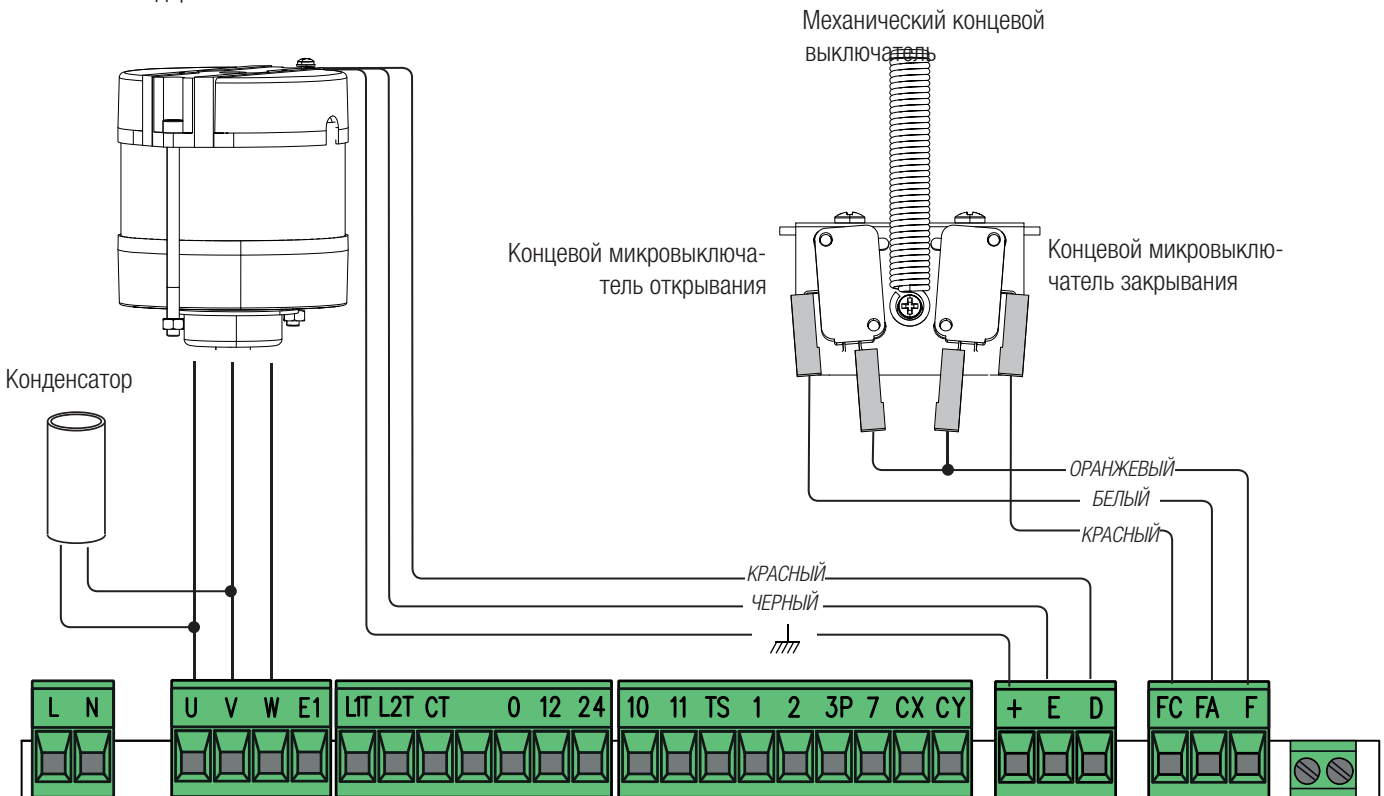 Механический концевой
выключатель
Концевой микровыключа-
тель открывания
Концевой микровыклю-
чатель закрывания
Конденсатор
ОРАНЖЕВЫЙ
БЕЛЫЙ
КРАСНЫЙ
КРАСНЫЙ
ЧЕРНЫЙ
L N
U V W E1
L1T L2T CT 0 12 24
10 11 TS 1 2 3P 7 CX CY
+ E D
FC FA F